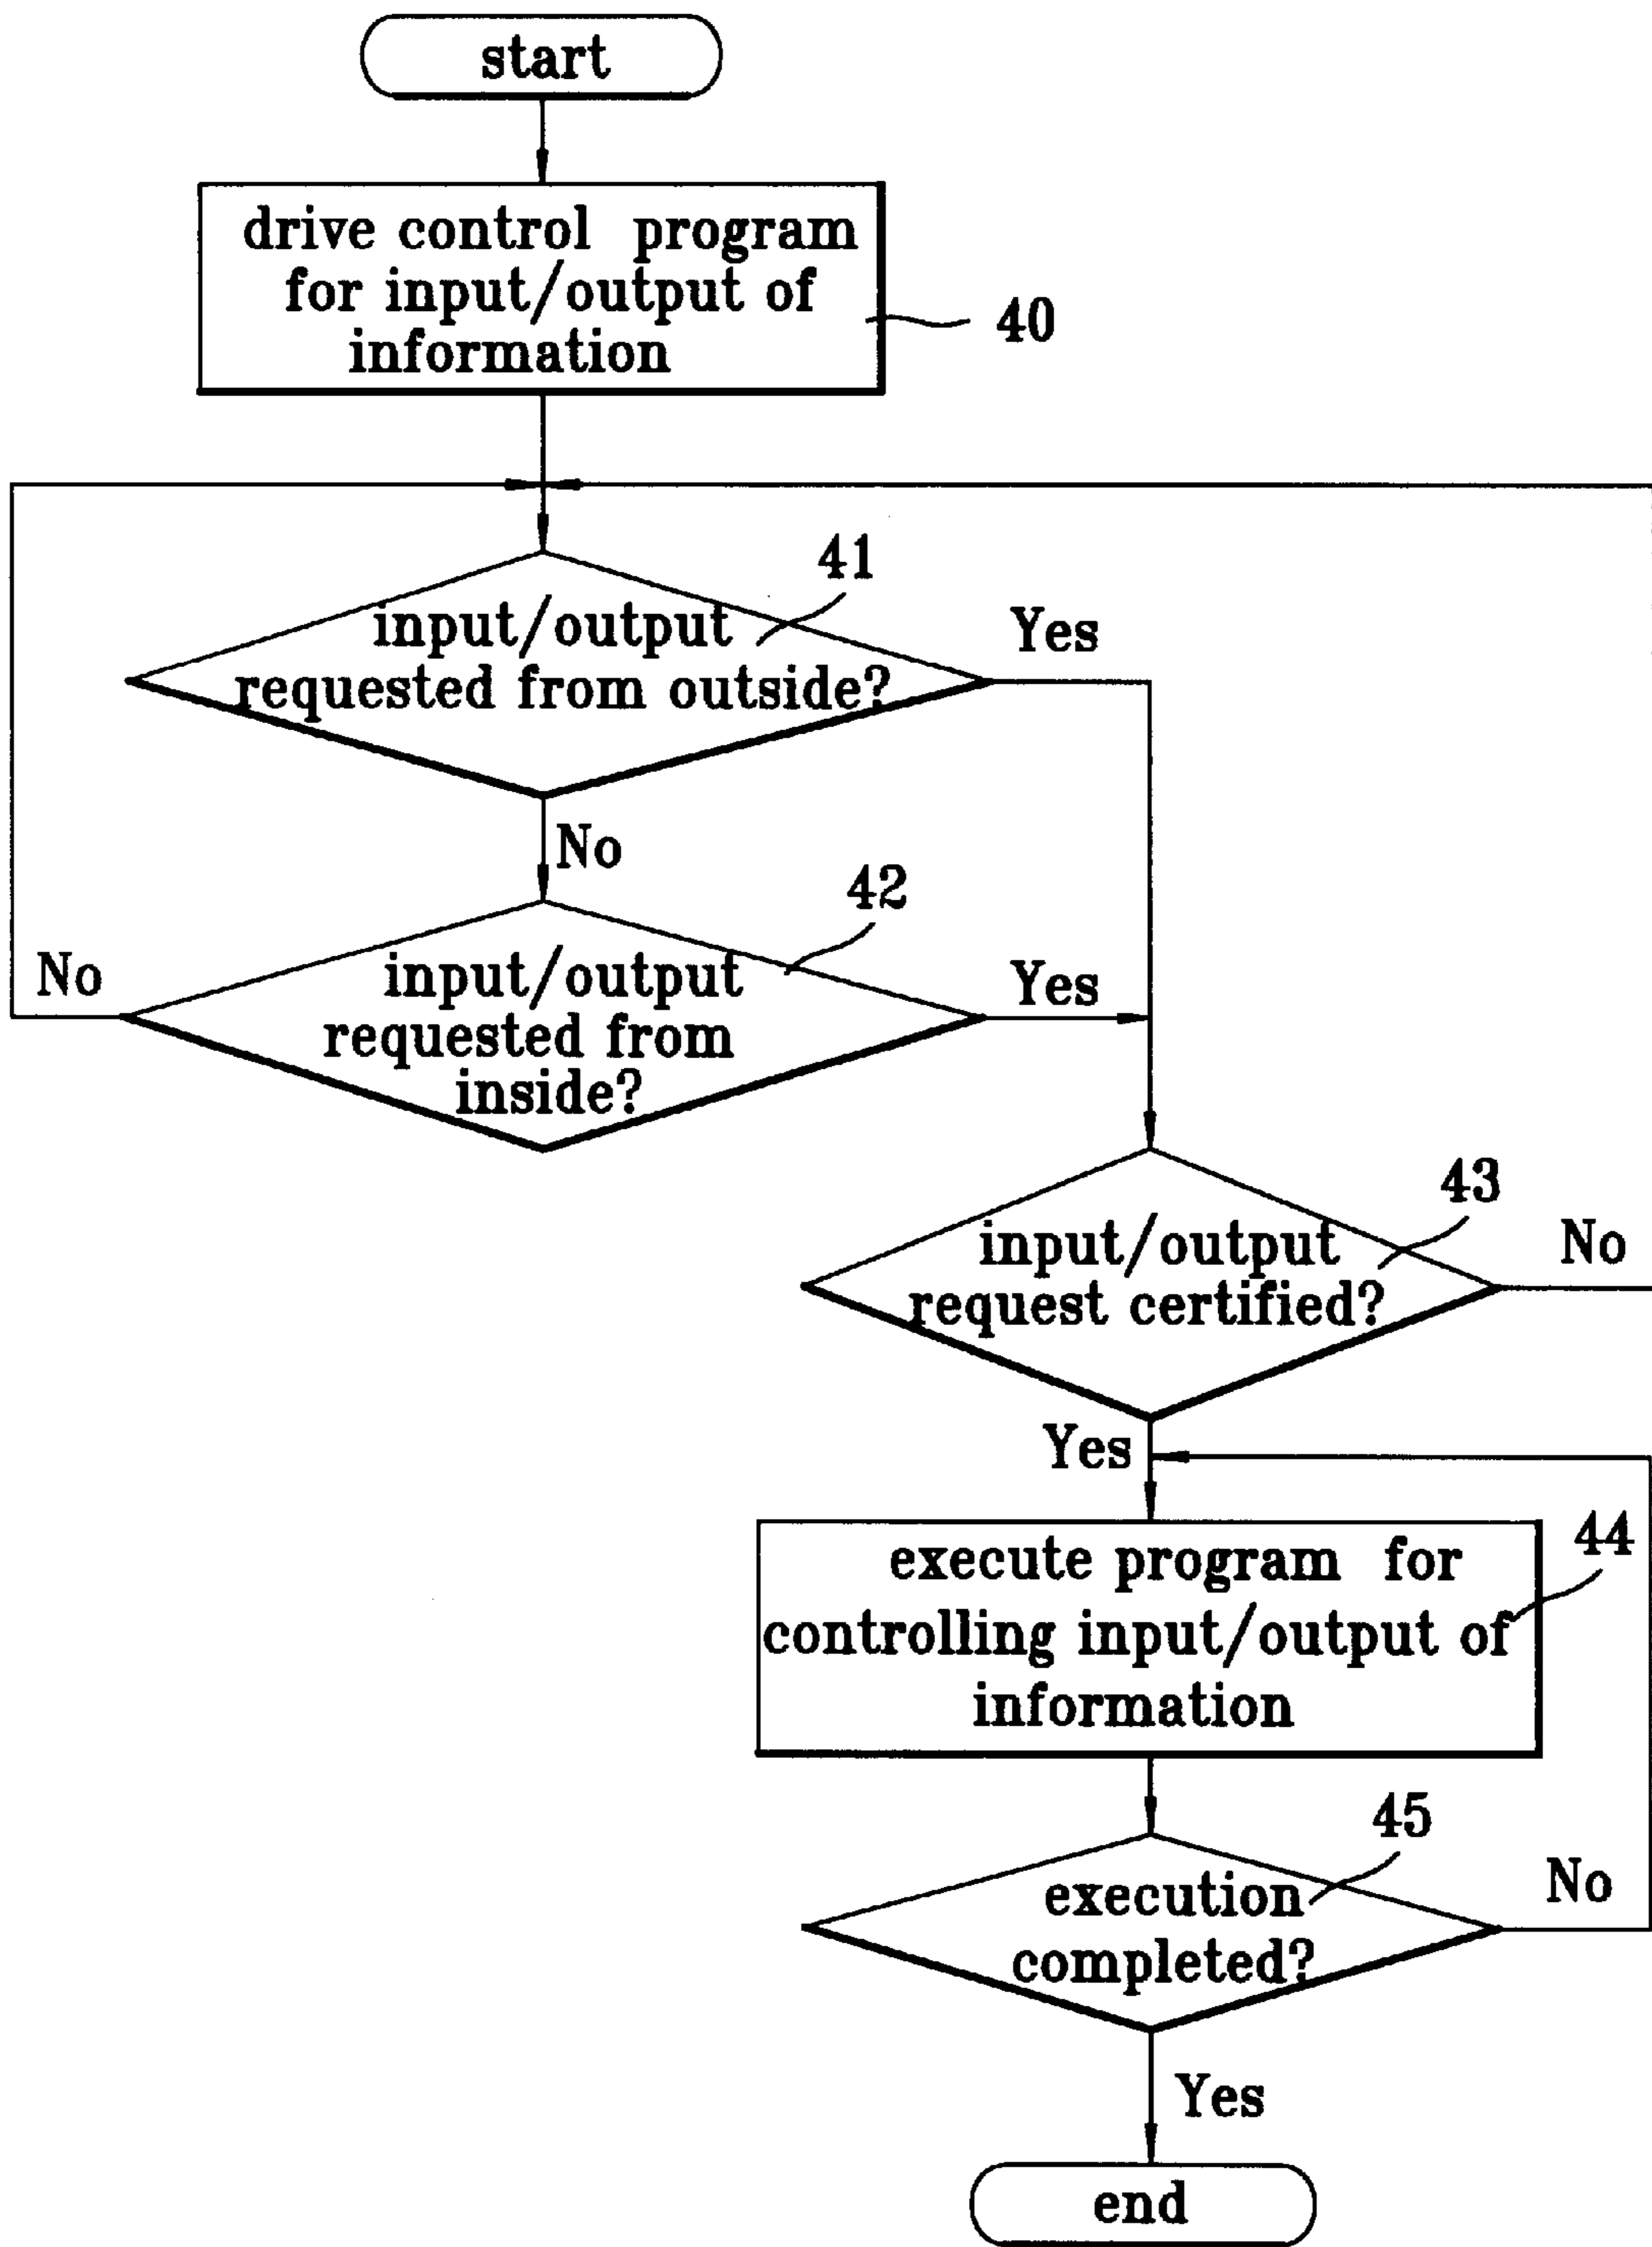 start
drive control program
for input/output of
information
40
41
input/output
requested from outside?
Yes
No
42
input/output
requested from
inside?
No
Yes
43
input/output
request certified?
No
Yes
44
execute program for
controlling input/output of
information
45
execution
completed?
No
Yes
end